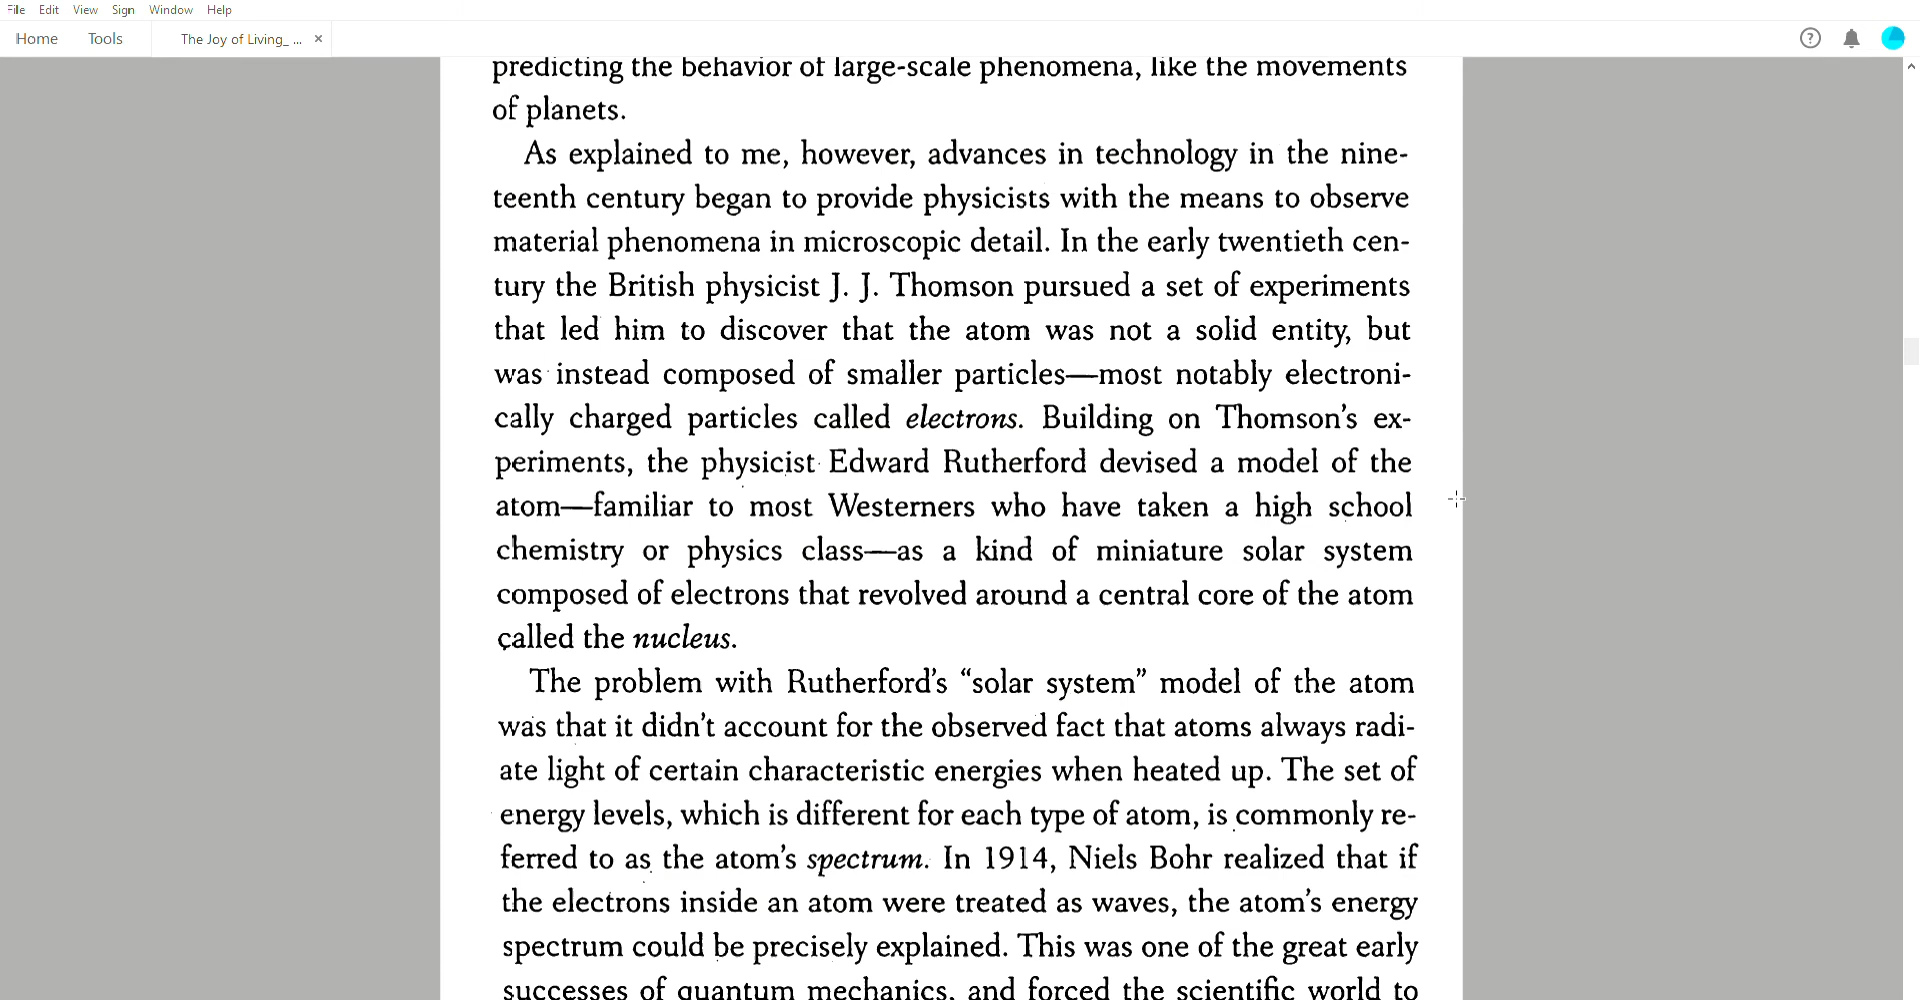 File Edit View Sign Window Help
Home Tools The Joy of Living_ ... ×
predicting the behavior of large-scale phenomena, like the movements
of planets.
As explained to me, however, advances in technology in the nine-
teenth century began to provide physicists with the means to observe
material phenomena in microscopic detail. In the early twentieth cen-
tury the British physicist J. J. Thomson pursued a set of experiments
that led him to discover that the atom was not a solid entity, but
was instead composed of smaller particles—most notably electroni-
cally charged particles called electrons. Building on Thomson's ex-
periments, the physicist Edward Rutherford devised a model of the
atom—familiar to most Westerners who have taken a high school
chemistry or physics class—as a kind of miniature solar system
composed of electrons that revolved around a central core of the atom
called the nucleus.
The problem with Rutherford's “solar system” model of the atom
was that it didn't account for the observed fact that atoms always radi-
ate light of certain characteristic energies when heated up. The set of
energy levels, which is different for each type of atom, is commonly re-
ferred to as the atom's spectrum. In 1914, Niels Bohr realized that if
the electrons inside an atom were treated as waves, the atom's energy
spectrum could be precisely explained. This was one of the great early
successes of quantum mechanics, and forced the scientific world to